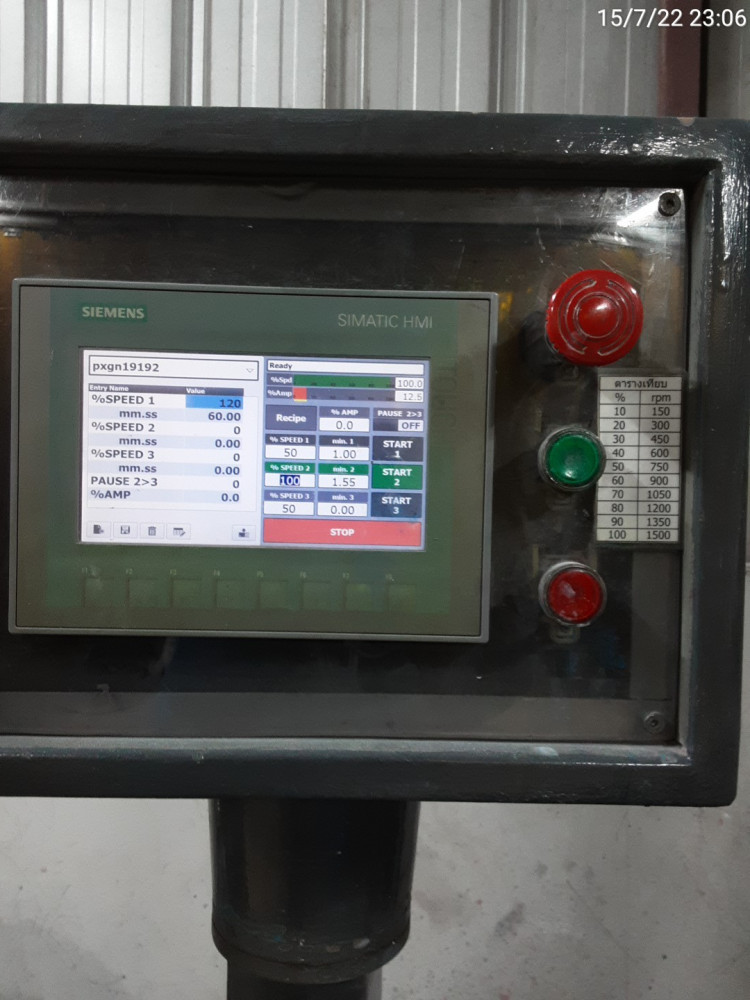 15/7/22 23:06
SIEMENS
SIMATIC HMI
pxgn19192
Entry Name Value
%SPEED 1 120
mm.ss 60.00
%SPEED 2 0
mm.ss 0.00
%SPEED 3 0
mm.ss 0.00
PAUSE 2>3 0
%AMP 0.0
Ready
%Spd 100.0
%Amp 12.5
Recipe
% AMP
0.0
PAUSE 2>3
OFF
% SPEED 1 min. 1
50 1.00
START
1
% SPEED 2 min. 2
100 1.55
START
2
% SPEED 3 min. 3
50 0.00
START
3
STOP
ตารางเทียบ
% rpm
10 150
20 300
30 450
40 600
50 750
60 900
70 1050
80 1200
90 1350
100 1500